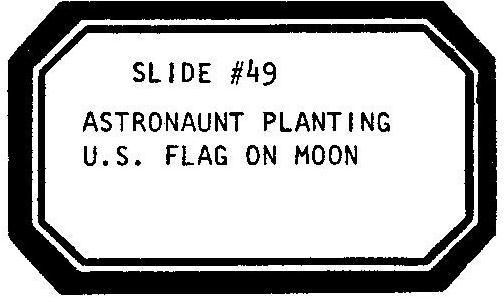 SLIDE #49
ASTRONAUNT PLANTING
U.S. FLAG ON MOON